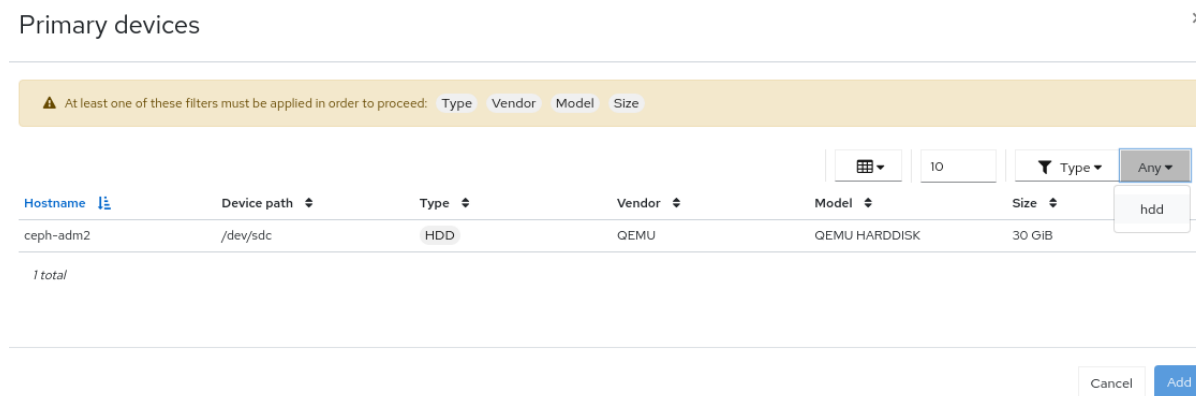 Primary devices
At least one of these filters must be applied in order to proceed: Type Vendor Model Size
10 Type Any
hdd
Hostname Device path Type Vendor Model Size
ceph-adm2 /dev/sdc HDD QEMU QEMU HARDDISK 30 GiB
1 total
Cancel Add